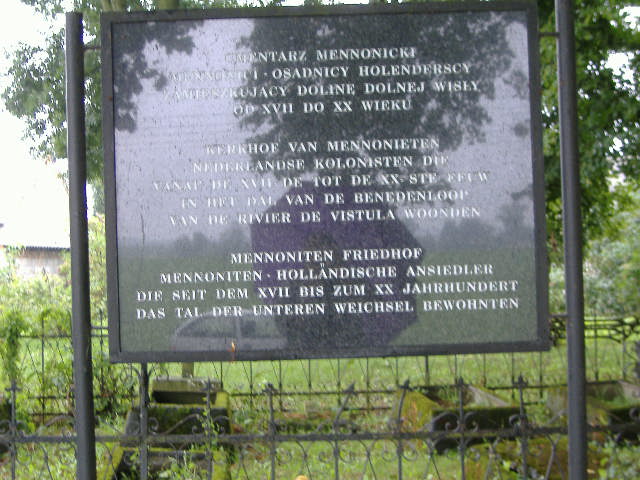 CMENTARZ MENNONICKI
MENNONICI - OSADNICY HOLENDERSCY
ZAMIESZKUJĄCY DOLINE DOLNEJ WISŁY
OD XVII DO XX WIEKU
KERKHOF VAN MENNONIETEN
NEDERLANDSE KOLONISTEN DIE
VANAF DE XVII DE TOT DE XX-STE EEUW
IN HET DAL VAN DE BENEDENLOOP
VAN DE RIVIER DE VISTULA WOONDEN
MENNONITEN FRIEDHOF
MENNONITEN - HOLLÄNDISCHE ANSIEDLER
DIE SEIT DEM XVII BIS ZUM XX JAHRHUNDERT
DAS TAL DER UNTEREN WEICHSEL BEWOHNTEN